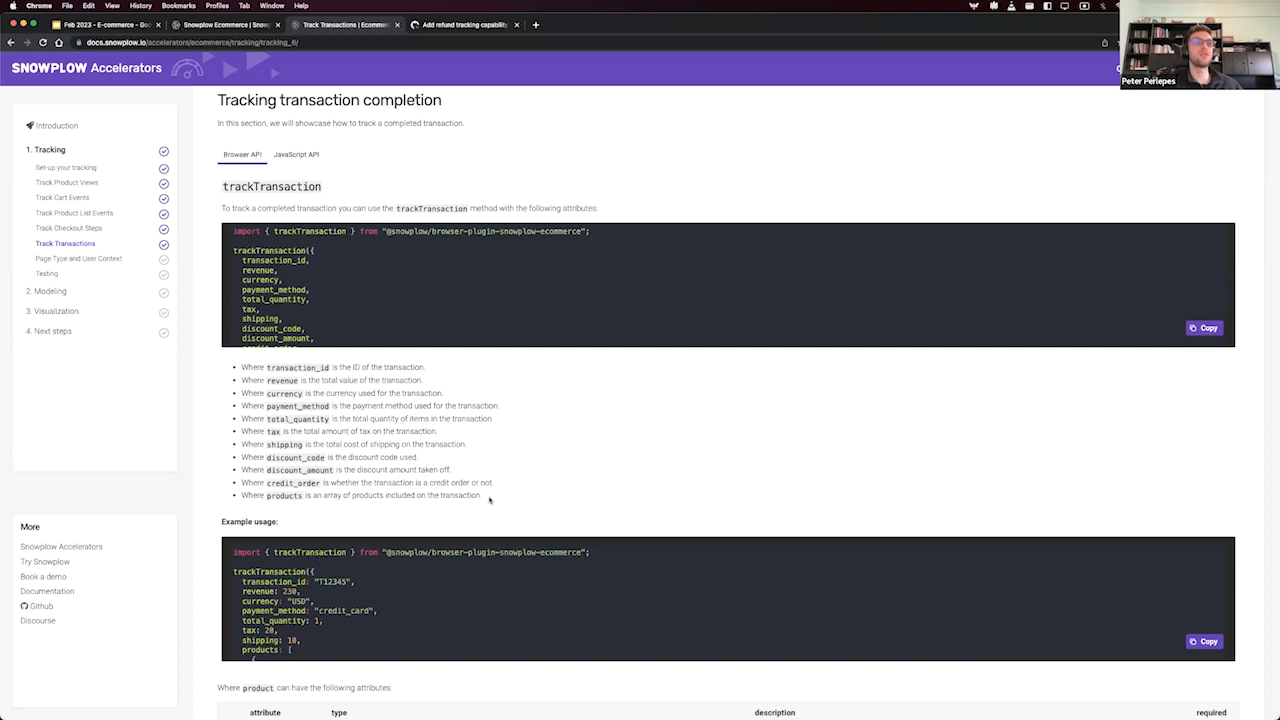 Chrome File Edit View History Bookmarks Profiles Tab Window Help
Feb 2023 - E-commerce - Goo
Snowplow Ecommerce | Snow
Track Transactions | Ecommer
Add refund tracking capability
docs.snowplow.io/accelerators/ecommerce/tracking/tracking_6/
SNOWPLOW Accelerators
Peter Perlepes
Introduction
1. Tracking
Set-up your tracking
Track Product Views
Track Cart Events
Track Product List Events
Track Checkout Steps
Track Transactions
Page Type and User Context
Testing
2. Modeling
3. Visualization
4. Next steps
More
Snowplow Accelerators
Try Snowplow
Book a demo
Documentation
Github
Discourse
Tracking transaction completion
In this section, we will showcase how to track a completed transaction.
Browser API JavaScript API
trackTransaction
To track a completed transaction you can use the trackTransaction method with the following attributes:
import { trackTransaction } from "@snowplow/browser-plugin-snowplow-ecommerce";
trackTransaction({
transaction_id,
revenue,
currency,
payment_method,
total_quantity,
tax,
shipping,
discount_code,
discount_amount,
credit_order,
Copy
Where transaction_id is the ID of the transaction.
Where revenue is the total value of the transaction.
Where currency is the currency used for the transaction.
Where payment_method is the payment method used for the transaction.
Where total_quantity is the total quantity of items in the transaction
Where tax is the total amount of tax on the transaction.
Where shipping is the total cost of shipping on the transaction.
Where discount_code is the discount code used.
Where discount_amount is the discount amount taken off.
Where credit_order is whether the transaction is a credit order or not.
Where products is an array of products included on the transaction.
Example usage:
import { trackTransaction } from "@snowplow/browser-plugin-snowplow-ecommerce";
trackTransaction({
transaction_id: "T12345",
revenue: 230,
currency: "USD",
payment_method: "credit_card",
total_quantity: 1,
tax: 20,
shipping: 10,
products: [
{
Copy
Where product can have the following attributes:
attribute type description required